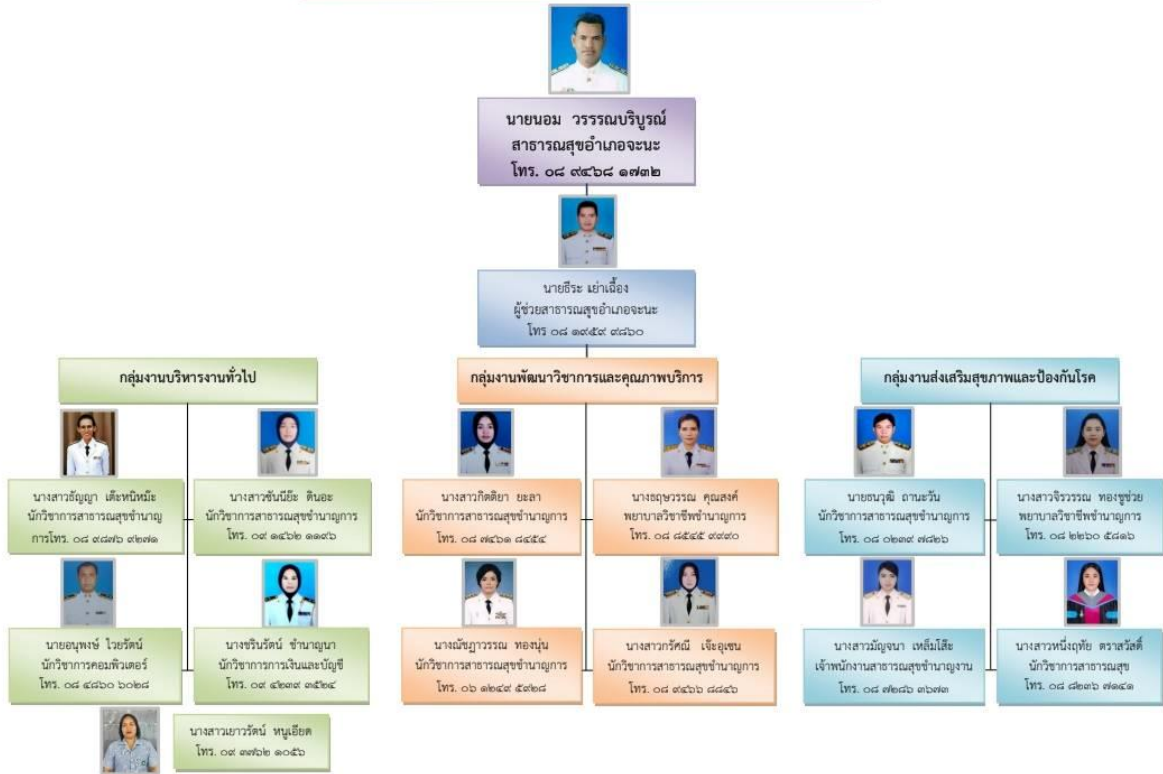 นายนอม วรรรณบริบูรณ์
สาธารณสุขอำเภอจะนะ
โทร. ๐๘ ๙๔๖๘ ๑๗๓๒
นายธีระ เย่าเฉื้อง
ผู้ช่วยสาธารณสุขอำเภอจะนะ
โทร ๐๘ ๑๙๕๙ ๙๘๖๐
กลุ่มงานบริหารงานทั่วไป
นางสาวธัญญา เต๊ะหนิหม๊ะ
นักวิชาการสาธารณสุขชำนาญ
การโทร. ๐๘ ๙๘๗๖ ๙๒๗๑
นางสาวซันนีย๊ะ ดินอะ
นักวิชาการสาธารณสุขชำนาญการ
โทร. ๐๙ ๑๔๖๒ ๑๑๙๖
นายอนุพงษ์ ไวยรัตน์
นักวิชาการคอมพิวเตอร์
โทร. ๐๘ ๔๘๖๐ ๖๐๒๘
นางชรินรัตน์ ชำนาญนา
นักวิชาการการเงินและบัญชี
โทร. ๐๙ ๔๒๓๙ ๓๕๒๔
นางสาวเยาวรัตน์ หนูเอียด
โทร. ๐๙ ๓๗๖๒ ๑๐๕๖
กลุ่มงานพัฒนาวิชาการและคุณภาพบริการ
นางสาวกิตติยา ยะลา
นักวิชาการสาธารณสุขชำนาญการ
โทร. ๐๘ ๗๔๖๑ ๘๔๕๔
นางธฤษวรรณ คุณสงค์
พยาบาลวิชาชีพชำนาญการ
โทร. ๐๘ ๘๕๔๕ ๙๙๙๐
นางณัชฎาวรรณ ทองนุ่น
นักวิชาการสาธารณสุขชำนาญการ
โทร. ๐๖ ๑๒๔๙ ๕๙๒๘
นางสาวกรัศณี เจ๊ะอุเซน
นักวิชาการสาธารณสุขชำนาญการ
โทร. ๐๘ ๙๔๖๖ ๘๘๔๖
กลุ่มงานส่งเสริมสุขภาพและป้องกันโรค
นายธนวุฒิ ถานะวัน
นักวิชาการสาธารณสุขชำนาญการ
โทร. ๐๘ ๐๒๓๙ ๗๘๒๖
นางสาวจิรวรรณ ทองชูช่วย
พยาบาลวิชาชีพชำนาญการ
โทร. ๐๘ ๒๒๖๐ ๕๘๑๖
นางสาวมัญจนา เหล็มโส๊ะ
เจ้าพนักงานสาธารณสุขชำนาญงาน
โทร. ๐๘ ๗๒๘๖ ๓๖๗๓
นางสาวหนึ่งฤทัย ตราสวัสดิ์
นักวิชาการสาธารณสุข
โทร. ๐๘ ๘๒๓๖ ๗๑๔๑